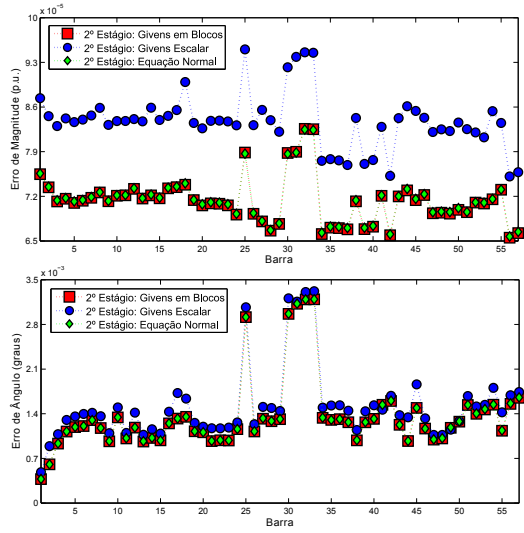 x 10-5
10
9.3
8.6
7.9
7.2
6.5
Erro de Magnitude (p.u.)
2º Estágio: Givens em Blocos
2º Estágio: Givens Escalar
2º Estágio: Equação Normal
5 10 15 20 25 30 35 40 45 50 55
Barra
x 10-3
3.5
2.8
2.1
1.4
0.7
0
Erro de Ângulo (graus)
2º Estágio: Givens em Blocos
2º Estágio: Givens Escalar
2º Estágio: Equação Normal
5 10 15 20 25 30 35 40 45 50 55
Barra